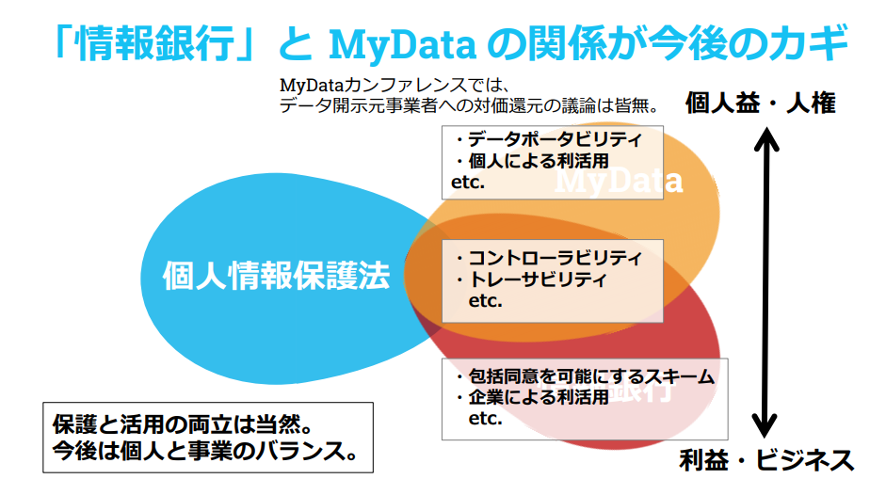 「情報銀行」と MyData の関係が今後のカギ
MyDataカンファレンスでは、
データ開示元事業者への対価還元の議論は皆無。
個人益・人権
・データポータビリティ
・個人による利活用
etc.
MyData
個人情報保護法
・コントローラビリティ
・トレーサビリティ
etc.
・包括同意を可能にするスキーム
・企業による利活用
etc.
銀行
保護と活用の両立は当然。
今後は個人と事業のバランス。
利益・ビジネス